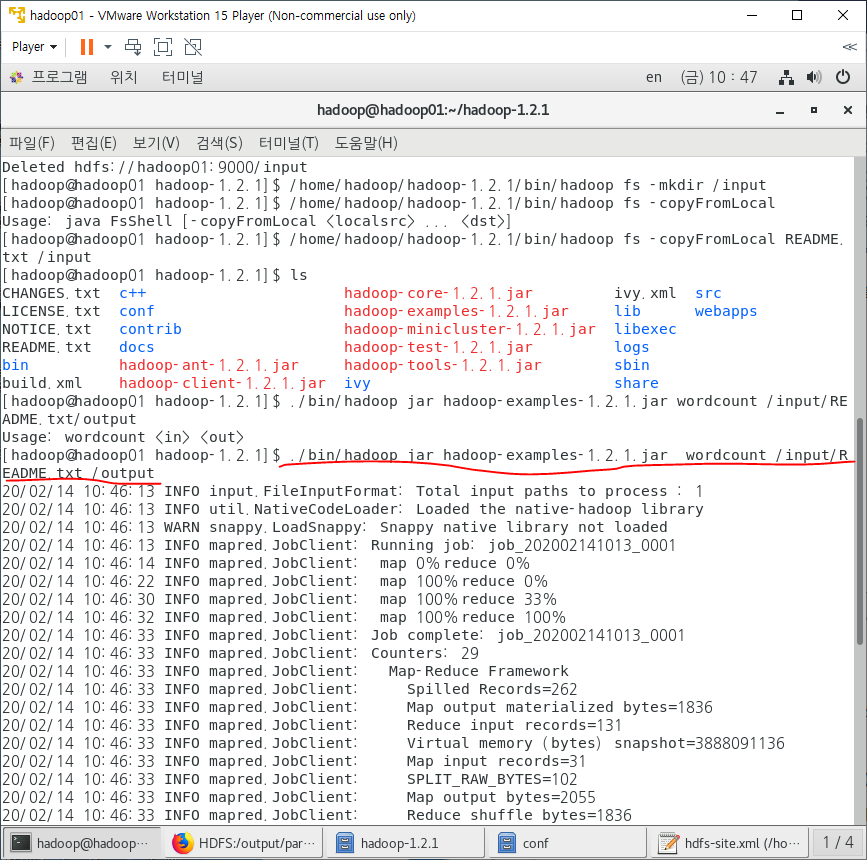 hadoop01 - VMware Workstation 15 Player (Non-commercial use only)
Player
프로그램 위치 터미널 en (금) 10 : 47
hadoop@hadoop01:~/hadoop-1.2.1
파일(F) 편집(E) 보기(V) 검색(S) 터미널(T) 도움말(H)
Deleted hdfs://hadoop01:9000/input
[hadoop@hadoop01 hadoop-1.2.1]$ /home/hadoop/hadoop-1.2.1/bin/hadoop fs -mkdir /input
[hadoop@hadoop01 hadoop-1.2.1]$ /home/hadoop/hadoop-1.2.1/bin/hadoop fs -copyFromLocal
Usage: java FsShell [-copyFromLocal <localsrc> ... <dst>]
[hadoop@hadoop01 hadoop-1.2.1]$ /home/hadoop/hadoop-1.2.1/bin/hadoop fs -copyFromLocal README.
txt /input
[hadoop@hadoop01 hadoop-1.2.1]$ ls
CHANGES.txt c++ hadoop-core-1.2.1.jar ivy.xml src
LICENSE.txt conf hadoop-examples-1.2.1.jar lib webapps
NOTICE.txt contrib hadoop-minicluster-1.2.1.jar libexec
README.txt docs hadoop-test-1.2.1.jar logs
bin hadoop-ant-1.2.1.jar hadoop-tools-1.2.1.jar sbin
build.xml hadoop-client-1.2.1.jar ivy share
[hadoop@hadoop01 hadoop-1.2.1]$ ./bin/hadoop jar hadoop-examples-1.2.1.jar wordcount /input/RE
ADME.txt/output
Usage: wordcount <in> <out>
[hadoop@hadoop01 hadoop-1.2.1]$ ./bin/hadoop jar hadoop-examples-1.2.1.jar  wordcount /input/R
EADME.txt /output
20/02/14 10:46:13 INFO input.FileInputFormat: Total input paths to process : 1
20/02/14 10:46:13 INFO util.NativeCodeLoader: Loaded the native-hadoop library
20/02/14 10:46:13 WARN snappy.LoadSnappy: Snappy native library not loaded
20/02/14 10:46:13 INFO mapred.JobClient: Running job: job_202002141013_0001
20/02/14 10:46:14 INFO mapred.JobClient:  map 0% reduce 0%
20/02/14 10:46:22 INFO mapred.JobClient:  map 100% reduce 0%
20/02/14 10:46:30 INFO mapred.JobClient:  map 100% reduce 33%
20/02/14 10:46:32 INFO mapred.JobClient:  map 100% reduce 100%
20/02/14 10:46:33 INFO mapred.JobClient: Job complete: job_202002141013_0001
20/02/14 10:46:33 INFO mapred.JobClient: Counters: 29
20/02/14 10:46:33 INFO mapred.JobClient:   Map-Reduce Framework
20/02/14 10:46:33 INFO mapred.JobClient:     Spilled Records=262
20/02/14 10:46:33 INFO mapred.JobClient:     Map output materialized bytes=1836
20/02/14 10:46:33 INFO mapred.JobClient:     Reduce input records=131
20/02/14 10:46:33 INFO mapred.JobClient:     Virtual memory (bytes) snapshot=3888091136
20/02/14 10:46:33 INFO mapred.JobClient:     Map input records=31
20/02/14 10:46:33 INFO mapred.JobClient:     SPLIT_RAW_BYTES=102
20/02/14 10:46:33 INFO mapred.JobClient:     Map output bytes=2055
20/02/14 10:46:33 INFO mapred.JobClient:     Reduce shuffle bytes=1836
hadoop@hadoop··· HDFS:/output/par··· hadoop-1.2.1 conf hdfs-site.xml (/ho··· 1 / 4